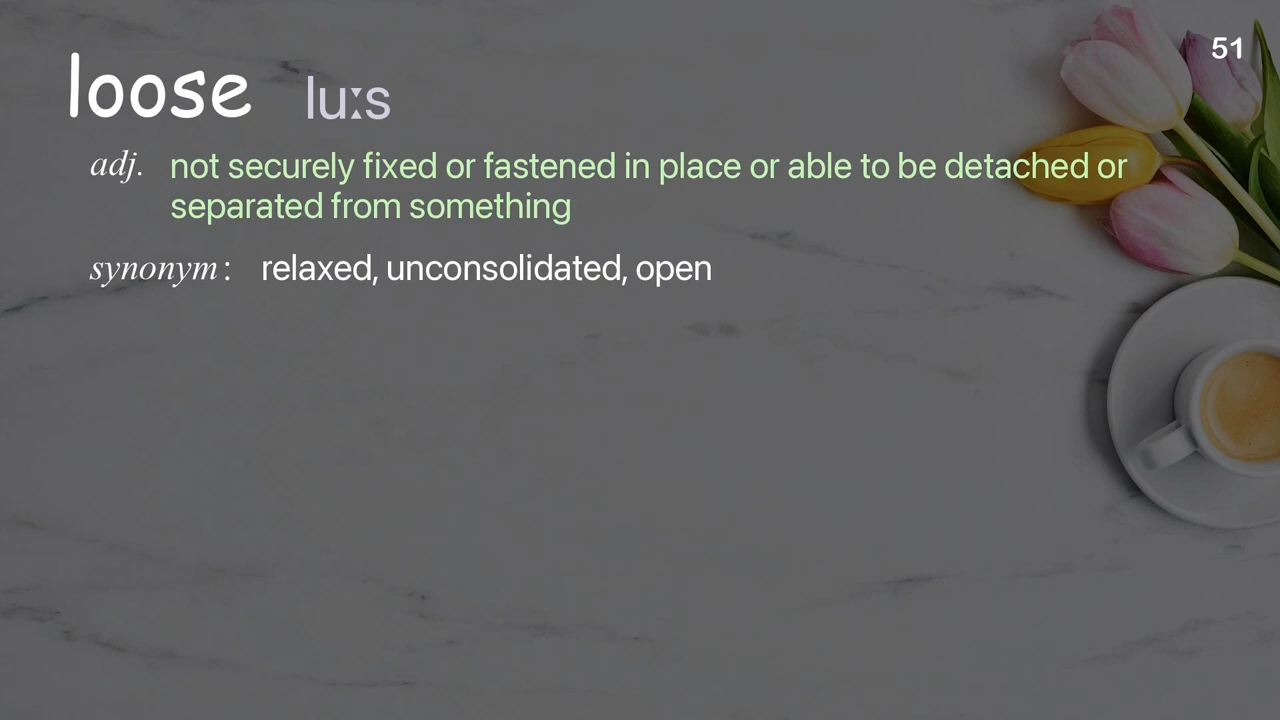 51
loose luːs
adj. not securely fixed or fastened in place or able to be detached or
separated from something
synonym: relaxed, unconsolidated, open